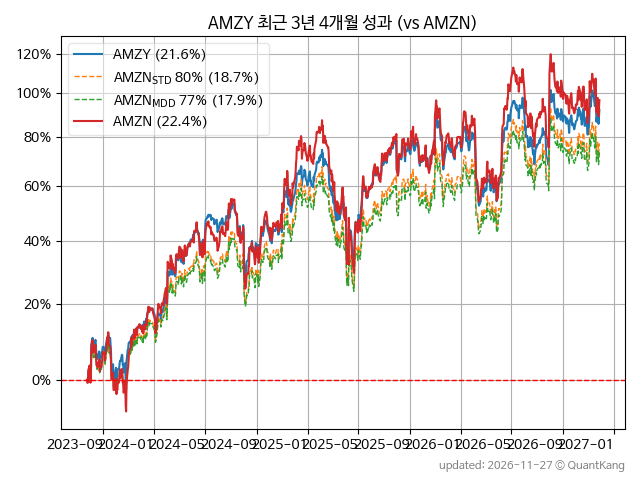 AMZY 최근 3년 4개월 성과 (vs AMZN)
AMZY (21.6%)
AMZN_STD 80% (18.7%)
AMZN_MDD 77% (17.9%)
AMZN (22.4%)
120%
100%
80%
60%
40%
20%
0%
2023-09 2024-01 2024-05 2024-09 2025-01 2025-05 2025-09 2026-01 2026-05 2026-09 2027-01
updated: 2026-11-27 © QuantKang